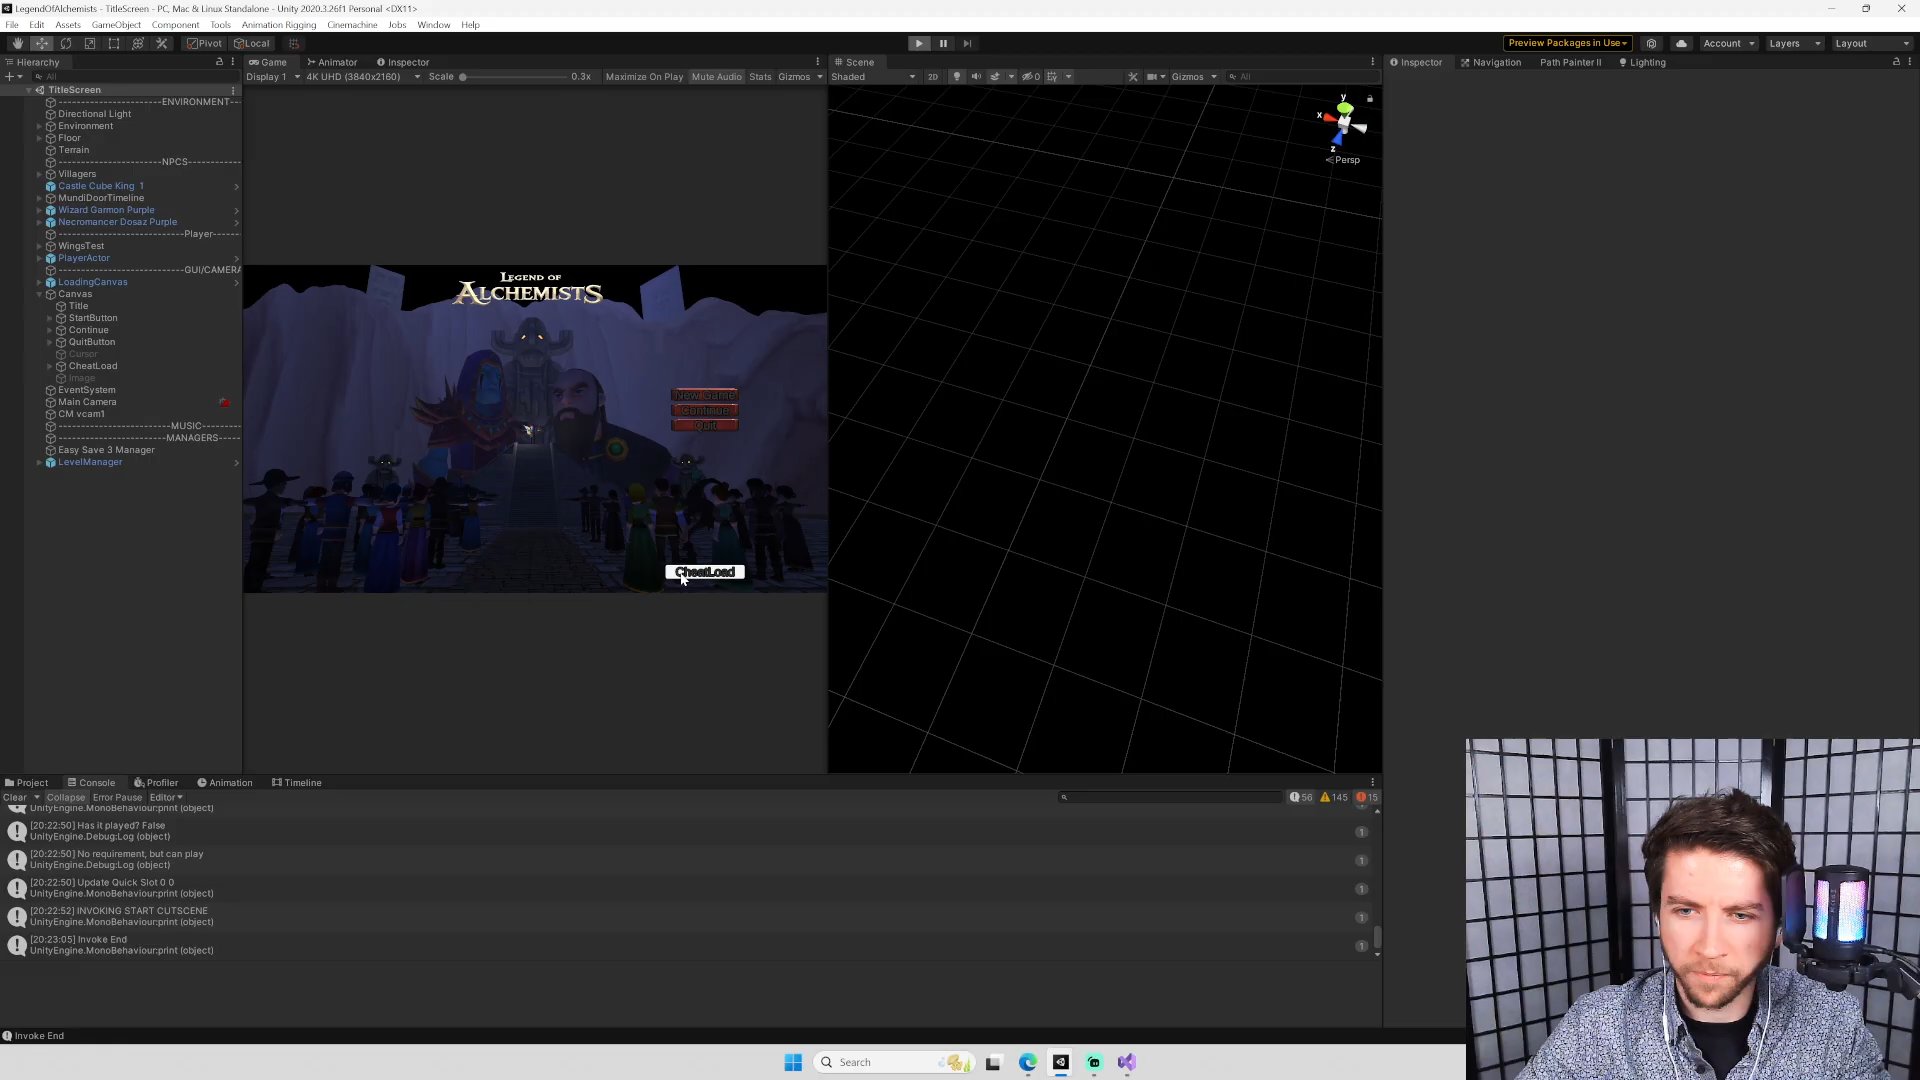 LegendOfAlchemists - TitleScreen - PC, Mac & Linux Standalone - Unity 2020.3.26f1 Personal <DX11>
File Edit Assets GameObject Component Tools Animation Rigging Cinemachine Jobs Window Help
Pivot Local Preview Packages in Use Account Layers Layout
Hierarchy Game Animator Inspector Scene Inspector Navigation Path Painter II Lighting
All Display 1 4K UHD (3840x2160) Scale 0.3x Maximize On Play Mute Audio Stats Gizmos Shaded 2D 0 Gizmos All
TitleScreen
------------------------ENVIRONMENT--
Directional Light
Environment
Floor
Terrain
------------------------NPCS-----------
Villagers
Castle Cube King 1
MundiDoorTimeline
Wizard Garmon Purple
Necromancer Dosaz Purple
-----------------------------Player------
WingsTest
PlayerActor
-----------------------------GUI/CAMERA
LoadingCanvas
Canvas
Title
StartButton
Continue
QuitButton
Cursor
CheatLoad
Image
EventSystem
Main Camera
CM vcam1
--------------------------MUSIC--------
-------------------------MANAGERS-----
Easy Save 3 Manager
LevelManager
LEGEND OF
ALCHEMISTS
New Game
Continue
Quit
CheatLoad
y
x
z
Persp
Project Console Profiler Animation Timeline
Clear Collapse Error Pause Editor 56 145 15
UnityEngine.MonoBehaviour:print (object)
[20:22:50] Has it played? False
UnityEngine.Debug:Log (object)
1
[20:22:50] No requirement, but can play
UnityEngine.Debug:Log (object)
1
[20:22:50] Update Quick Slot 0 0
UnityEngine.MonoBehaviour:print (object)
1
[20:22:52] INVOKING START CUTSCENE
UnityEngine.MonoBehaviour:print (object)
1
[20:23:05] Invoke End
UnityEngine.MonoBehaviour:print (object)
1
Invoke End
Search